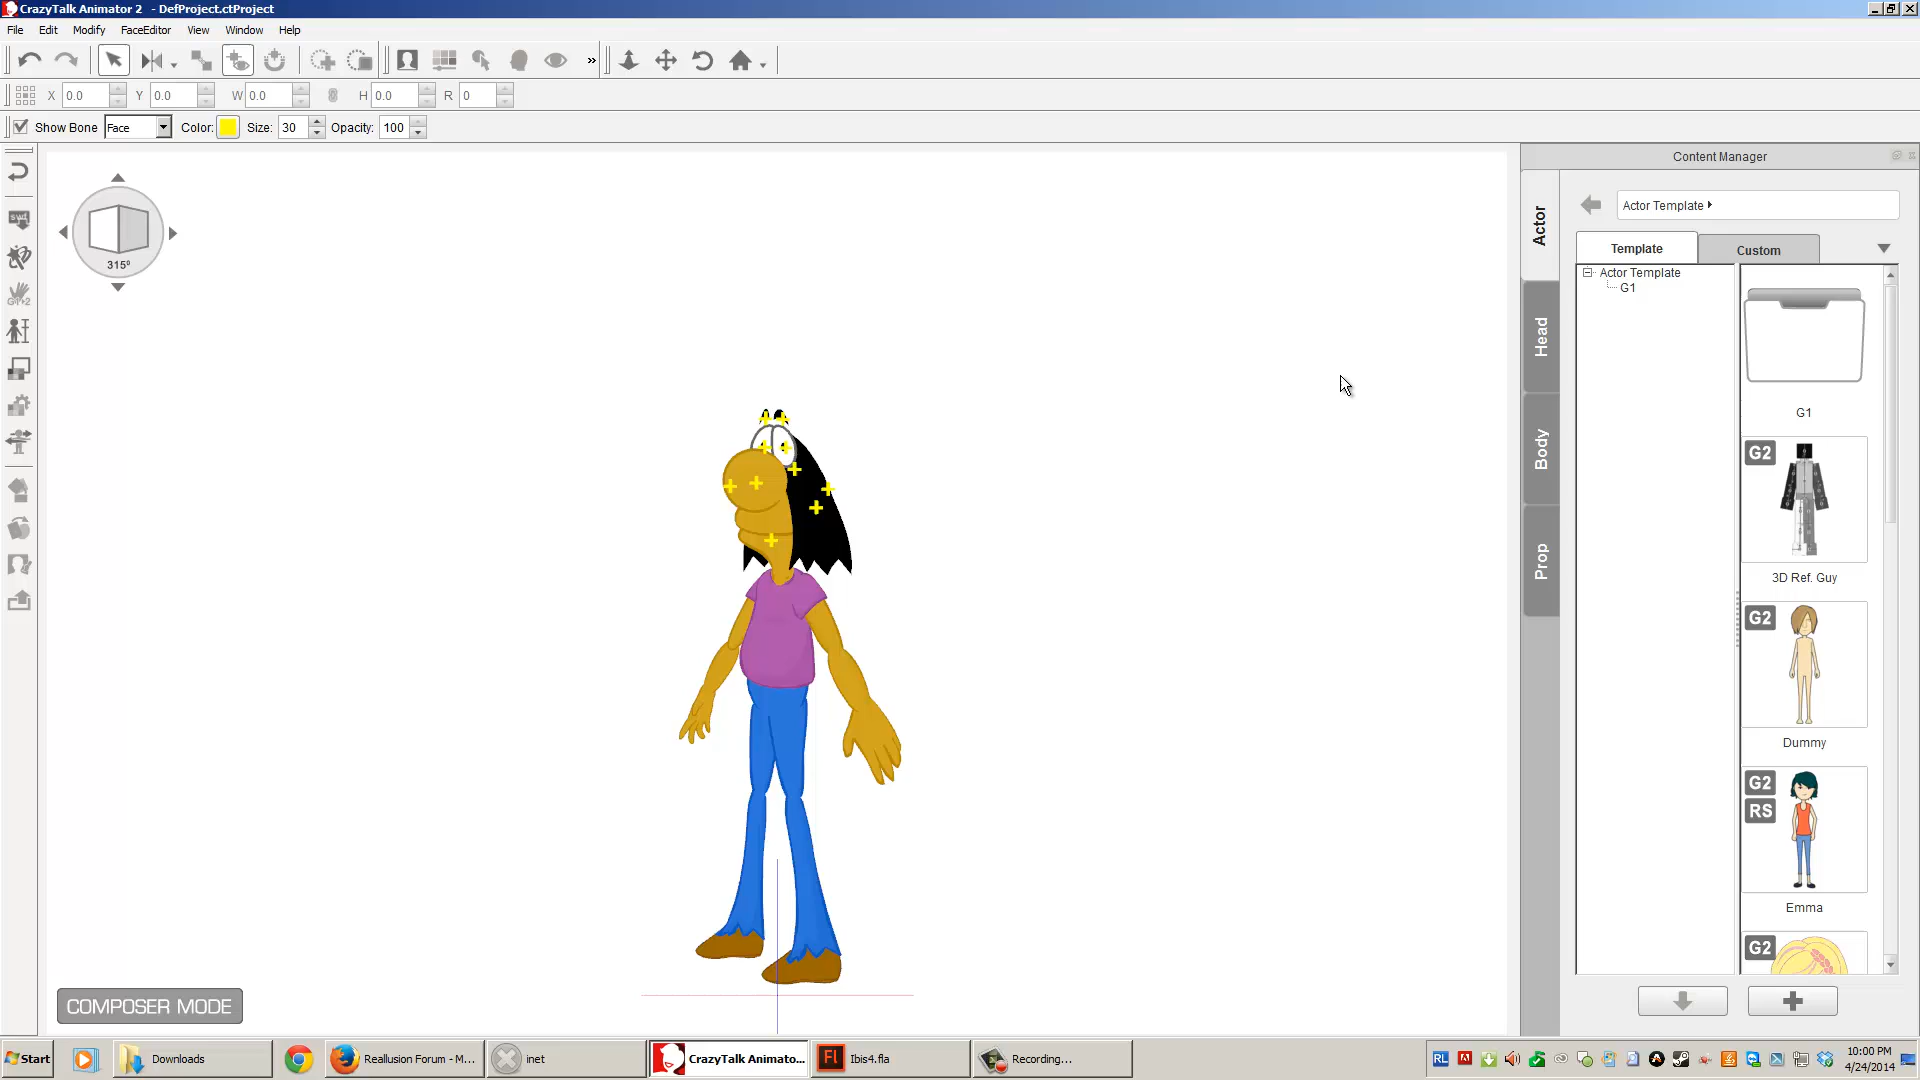 CrazyTalk Animator 2 - DefProject.ctProject
File Edit Modify FaceEditor View Window Help
X 0.0 Y 0.0 W 0.0 H 0.0 R 0
Show Bone Face Color: Size: 30 Opacity: 100
Content Manager
315º
Actor Template
Template Custom
Actor Template
G1
Actor
Head
Body
Prop
G1
G2
3D Ref. Guy
G2
Dummy
G2
RS
Emma
G2
COMPOSER MODE
Start Downloads Reallusion Forum - M... inet CrazyTalk Animato... Fl Ibis4.fla Recording... RL 10:00 PM
4/24/2014